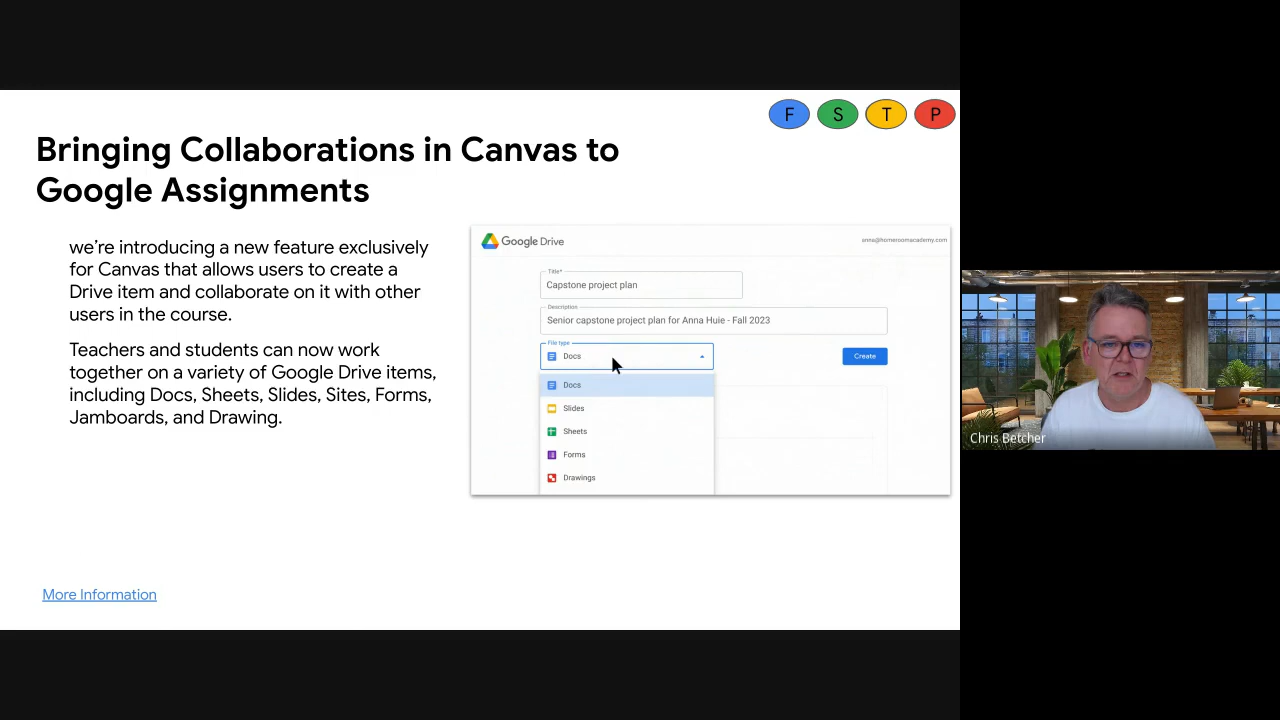 F S T P
Bringing Collaborations in Canvas to
Google Assignments
we’re introducing a new feature exclusively
for Canvas that allows users to create a
Drive item and collaborate on it with other
users in the course.
Teachers and students can now work
together on a variety of Google Drive items,
including Docs, Sheets, Slides, Sites, Forms,
Jamboards, and Drawing.
More Information
Google Drive
anna@homeroomacademy.com
Title*
Capstone project plan
Description
Senior capstone project plan for Anna Huie - Fall 2023
File type
Docs
Create
Docs
Slides
Sheets
Forms
Drawings
Chris Betcher